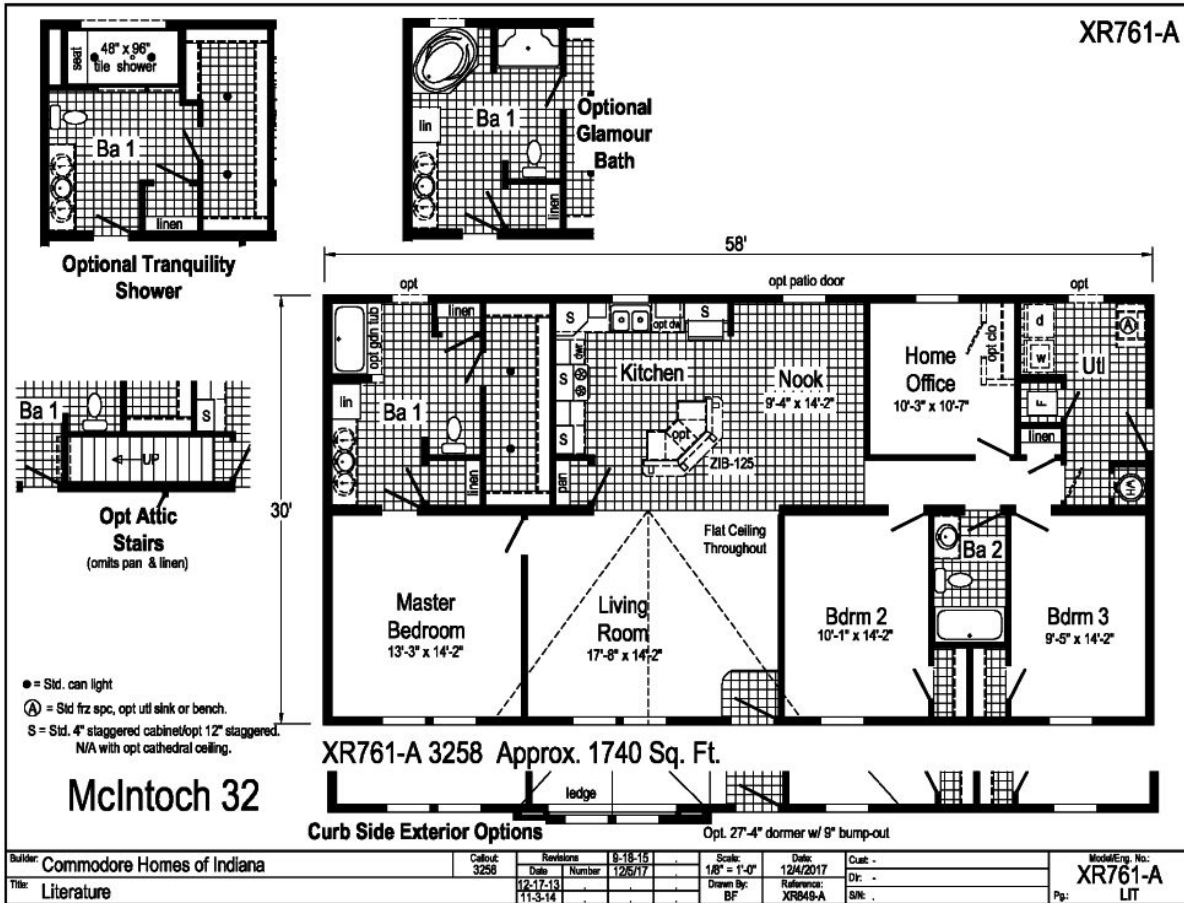 XR761-A
seat
48" x 96"
tile shower
Ba 1
linen
Optional Tranquility
Shower
lin
Ba 1
linen
Optional
Glamour
Bath
58'
opt
opt patio door
opt
30'
opt gdn tub
linen
lin
Ba 1
linen
S
opt dw
S
dwr
S
S
pan
Kitchen
opt
ZIB-125
Nook
9'-4" x 14'-2"
Home
Office
10'-3" x 10'-7"
opt clo
d
w
F
linen
Utl
A
WH
Ba 1
S
UP
Opt Attic
Stairs
(omits pan & linen)
Flat Ceiling
Throughout
Master
Bedroom
13'-3" x 14'-2"
Living
Room
17'-8" x 14'-2"
Bdrm 2
10'-1" x 14'-2"
Ba 2
Bdrm 3
9'-5" x 14'-2"
● = Std. can light
Ⓐ = Std frz spc, opt utl sink or bench.
S = Std. 4" staggered cabinet/opt 12" staggered.
N/A with opt cathedral ceiling.
McIntoch 32
XR761-A 3258 Approx. 1740 Sq. Ft.
ledge
Curb Side Exterior Options
Opt. 27'-4" dormer w/ 9" bump-out
Builder: Commodore Homes of Indiana
Title: Literature
Callout:
3258
Revisions 9-18-15 .
Date Number 12/5/17 .
12-17-13 . . .
11-3-14 . . .
Scale:
1/8" = 1'-0"
Drawn By:
BF
Date:
12/4/2017
Reference:
XR849-A
Cust: -
Dir: -
S/N: .
Model/Eng. No.:
XR761-A
Pg.: LIT